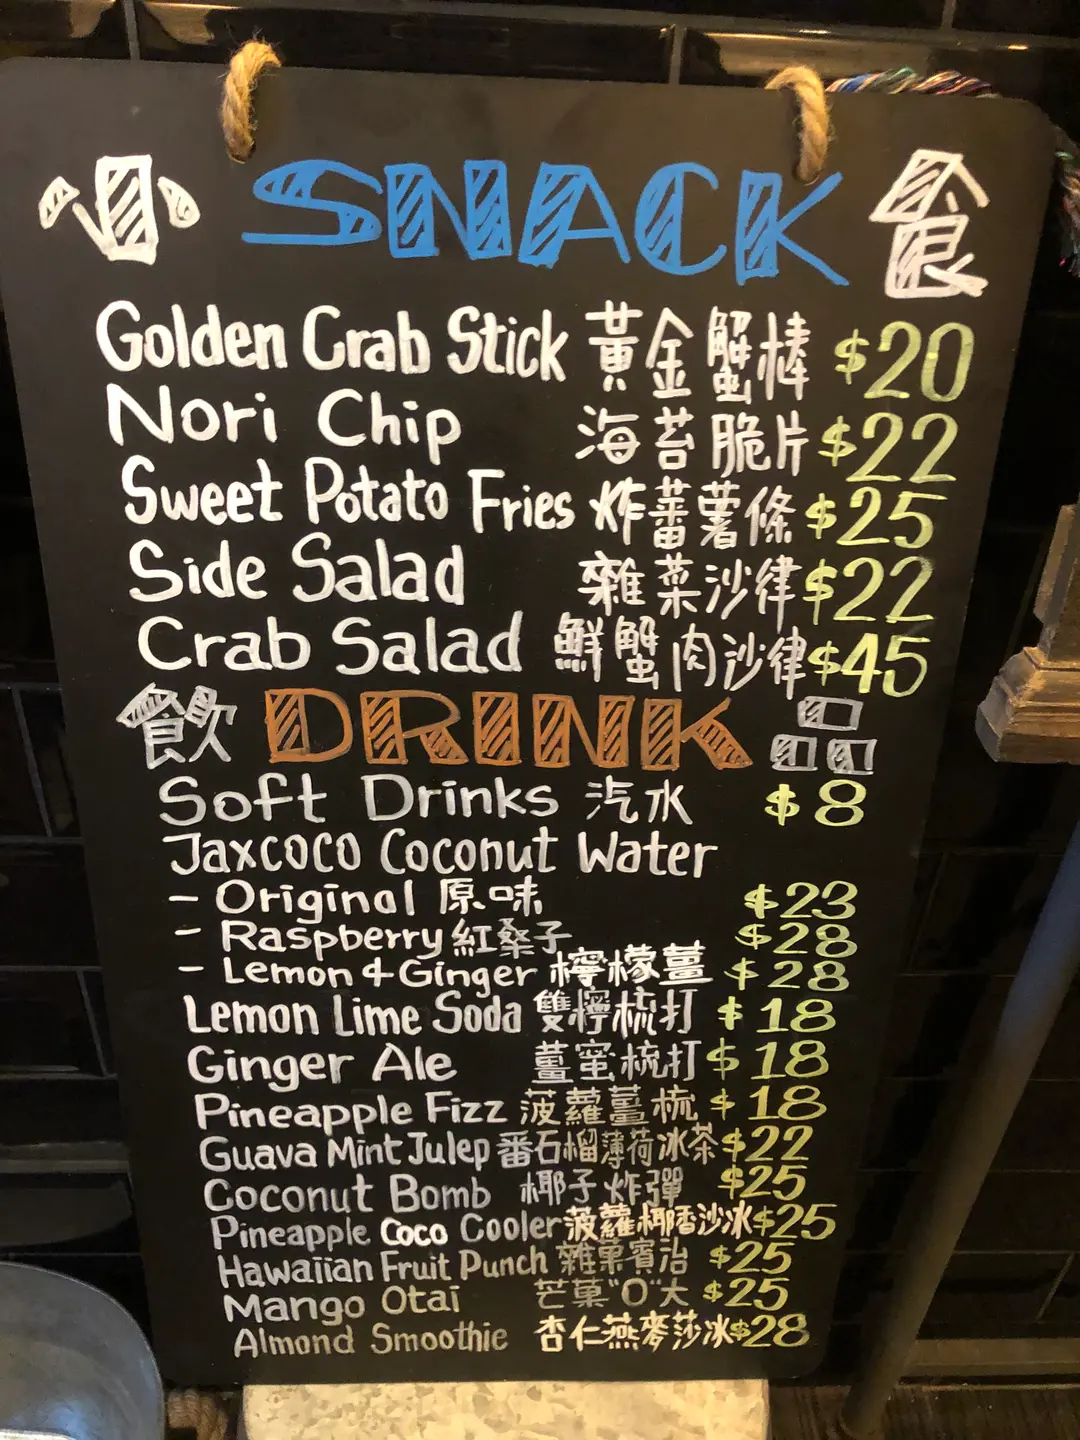 小 SNACK 食
Golden Crab Stick 黃金蟹棒 $20
Nori Chip 海苔脆片 $22
Sweet Potato Fries 炸蕃薯條 $25
Side Salad 雜菜沙律 $22
Crab Salad 鮮蟹肉沙律 $45
飲 DRINK 品
Soft Drinks 汽水 $8
Jaxcoco Coconut Water
- Original 原味 $23
- Raspberry 紅桑子 $28
- Lemon & Ginger 檸檬薑 $28
Lemon Lime Soda 雙檸梳打 $18
Ginger Ale 薑蜜梳打 $18
Pineapple Fizz 菠蘿薑梳 $18
Guava Mint Julep 番石榴薄荷冰茶 $22
Coconut Bomb 椰子炸彈 $25
Pineapple Coco Cooler 菠蘿椰香沙冰 $25
Hawaiian Fruit Punch 雜菓賓治 $25
Mango Otai 芒菓"O"大 $25
Almond Smoothie 杏仁燕麥莎冰 $28